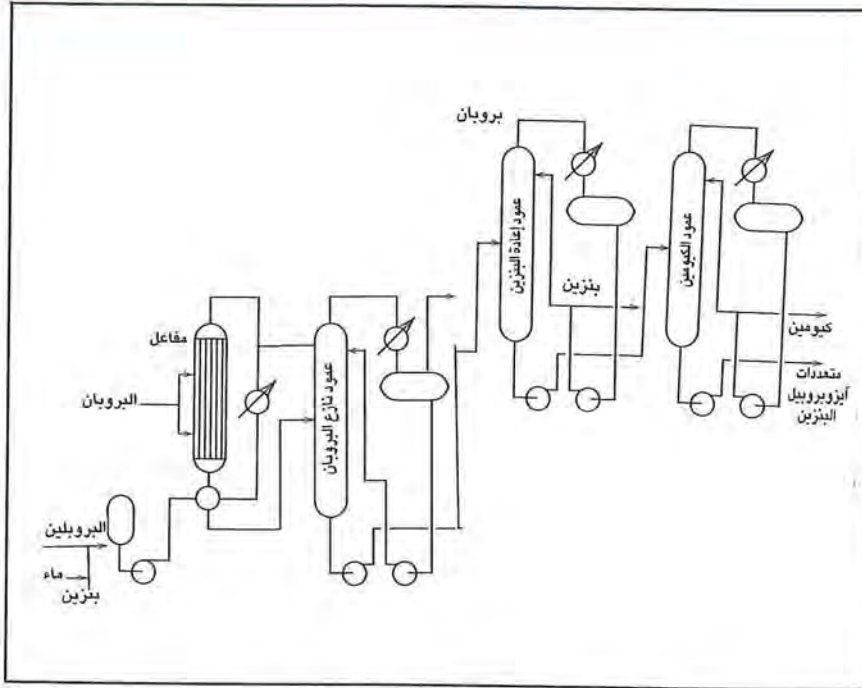 بروبان
عمود إعادة البنزين
عمود الكيومين
بنزين
كيومين
متعددات
آيزوبروبيل
البنزين
مفاعل
البروبان
عمود نازع البروبان
البروبلين
ماء
بنزين